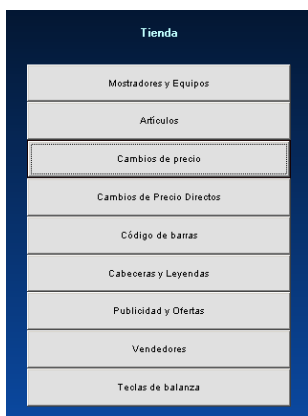 Tienda
Mostradores y Equipos
Artículos
Cambios de precio
Cambios de Precio Directos
Código de barras
Cabeceras y Leyendas
Publicidad y Ofertas
Vendedores
Teclas de balanza